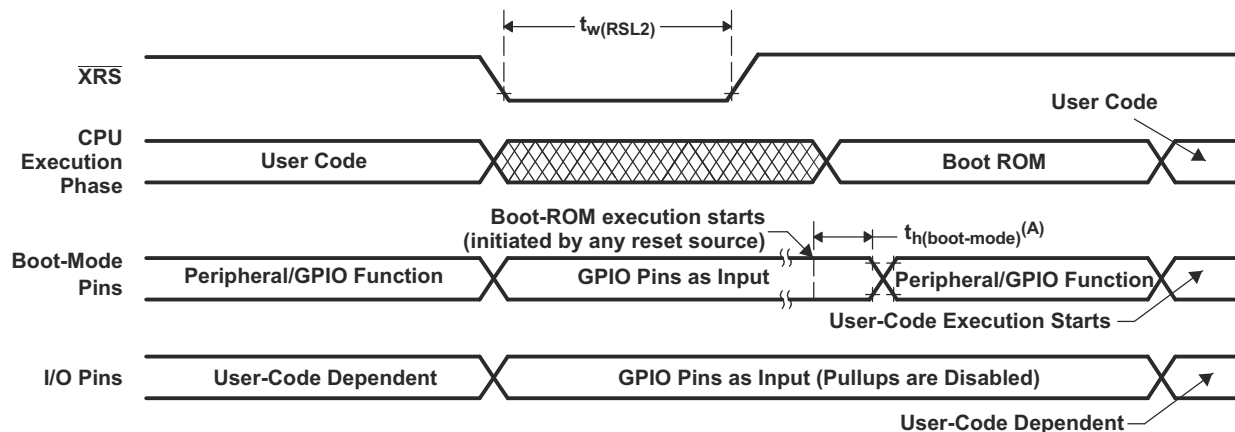 tw(RSL2)
XRS
User Code
CPU
Execution
Phase
User Code
Boot ROM
Boot-ROM execution starts
(initiated by any reset source)
th(boot-mode)(A)
Boot-Mode
Pins
Peripheral/GPIO Function
GPIO Pins as Input
Peripheral/GPIO Function
User-Code Execution Starts
I/O Pins
User-Code Dependent
GPIO Pins as Input (Pullups are Disabled)
User-Code Dependent